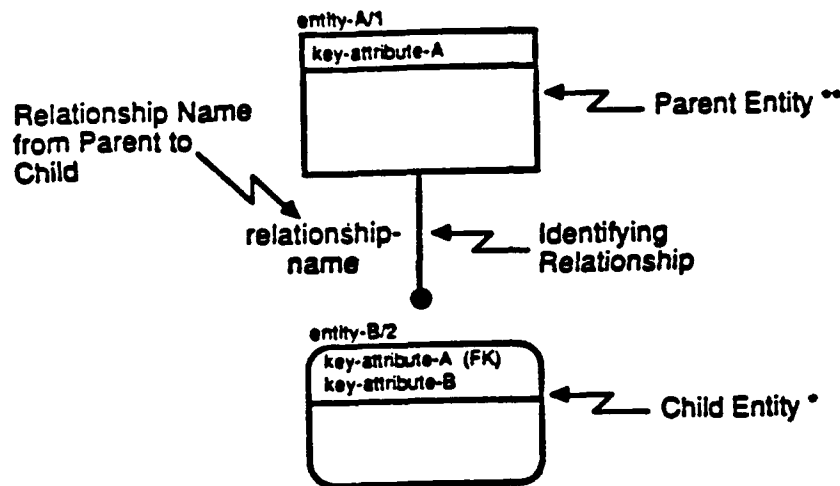 entity-A/1
key-attribute-A
Parent Entity **
Relationship Name
from Parent to
Child
relationship-
name
Identifying
Relationship
entity-B/2
key-attribute-A (FK)
key-attribute-B
Child Entity *